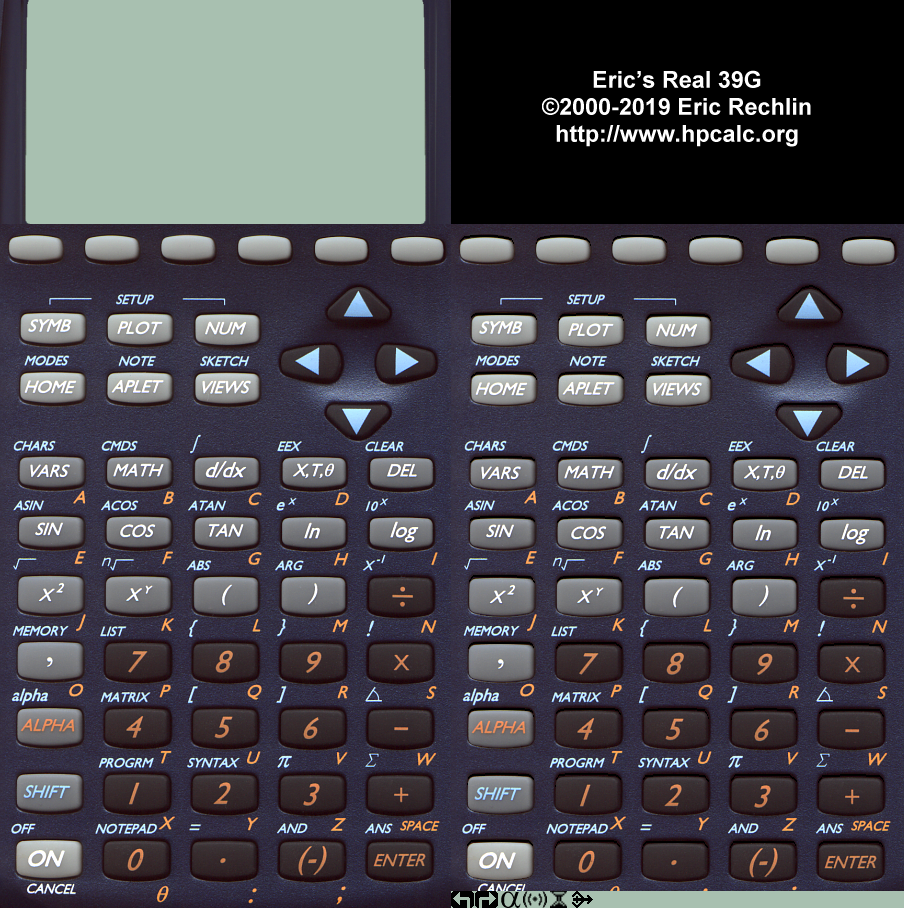 Eric's Real 39G
©2000-2019 Eric Rechlin
http://www.hpcalc.org
SETUP SETUP
SYMB PLOT NUM SYMB PLOT NUM
MODES NOTE SKETCH MODES NOTE SKETCH
HOME APLET VIEWS HOME APLET VIEWS
CHARS CMDS ∫ EEX CLEAR CHARS CMDS ∫ EEX CLEAR
VARS MATH d/dx X,T,θ DEL VARS MATH d/dx X,T,θ DEL
ASIN A ACOS B ATAN C eˣ D 10ˣ ASIN A ACOS B ATAN C eˣ D 10ˣ
SIN COS TAN ln log SIN COS TAN ln log
√ E n√ F ABS G ARG H X⁻¹ I √ E n√ F ABS G ARG H X⁻¹ I
X² Xʸ ( ) ÷ X² Xʸ ( ) ÷
MEMORY J LIST K { L } M ! N MEMORY J LIST K { L } M ! N
, 7 8 9 X , 7 8 9 X
alpha O MATRIX P [ Q ] R ∠ S alpha O MATRIX P [ Q ] R ∠ S
ALPHA 4 5 6 − ALPHA 4 5 6 −
PROGRM T SYNTAX U π V Σ W PROGRM T SYNTAX U π V Σ W
SHIFT 1 2 3 + SHIFT 1 2 3 +
OFF NOTEPAD X = Y AND Z ANS SPACE OFF NOTEPAD X = Y AND Z ANS SPACE
ON 0 . (-) ENTER ON 0 . (-) ENTER
CANCEL θ : ; CANCEL
α